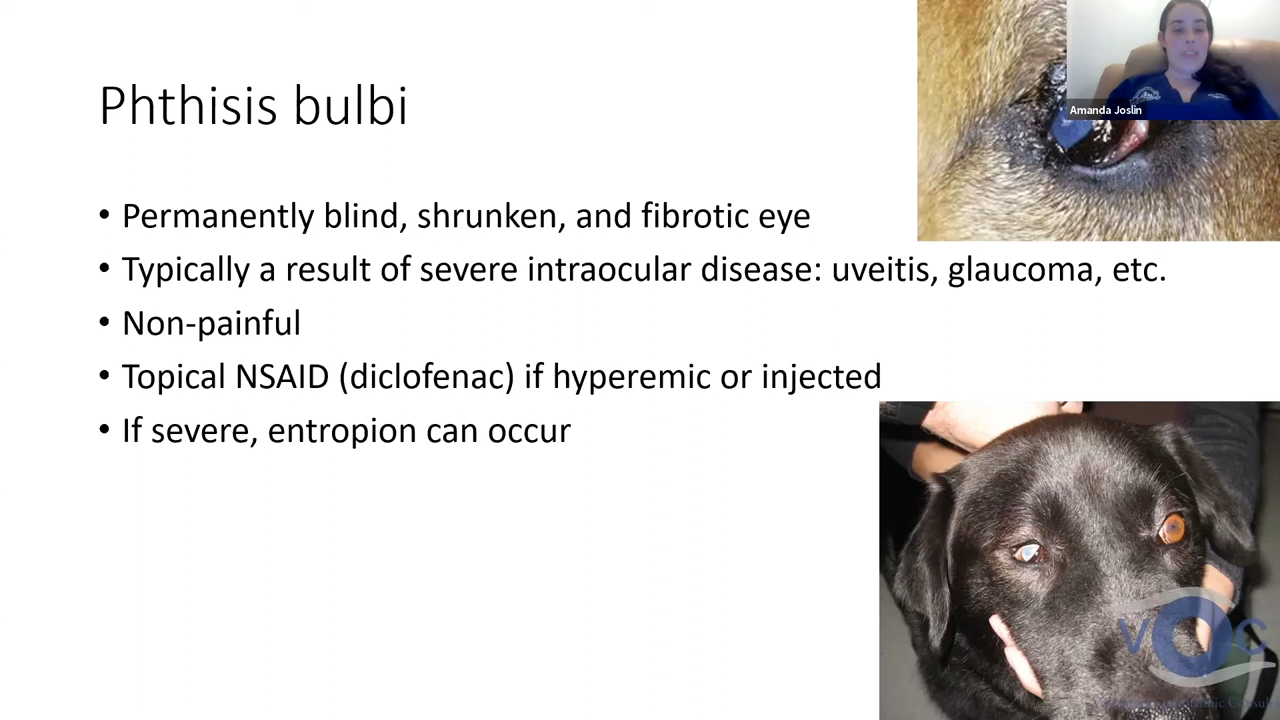 Amanda Joslin
Phthisis bulbi
• Permanently blind, shrunken, and fibrotic eye
• Typically a result of severe intraocular disease: uveitis, glaucoma, etc.
• Non-painful
• Topical NSAID (diclofenac) if hyperemic or injected
• If severe, entropion can occur
VOC